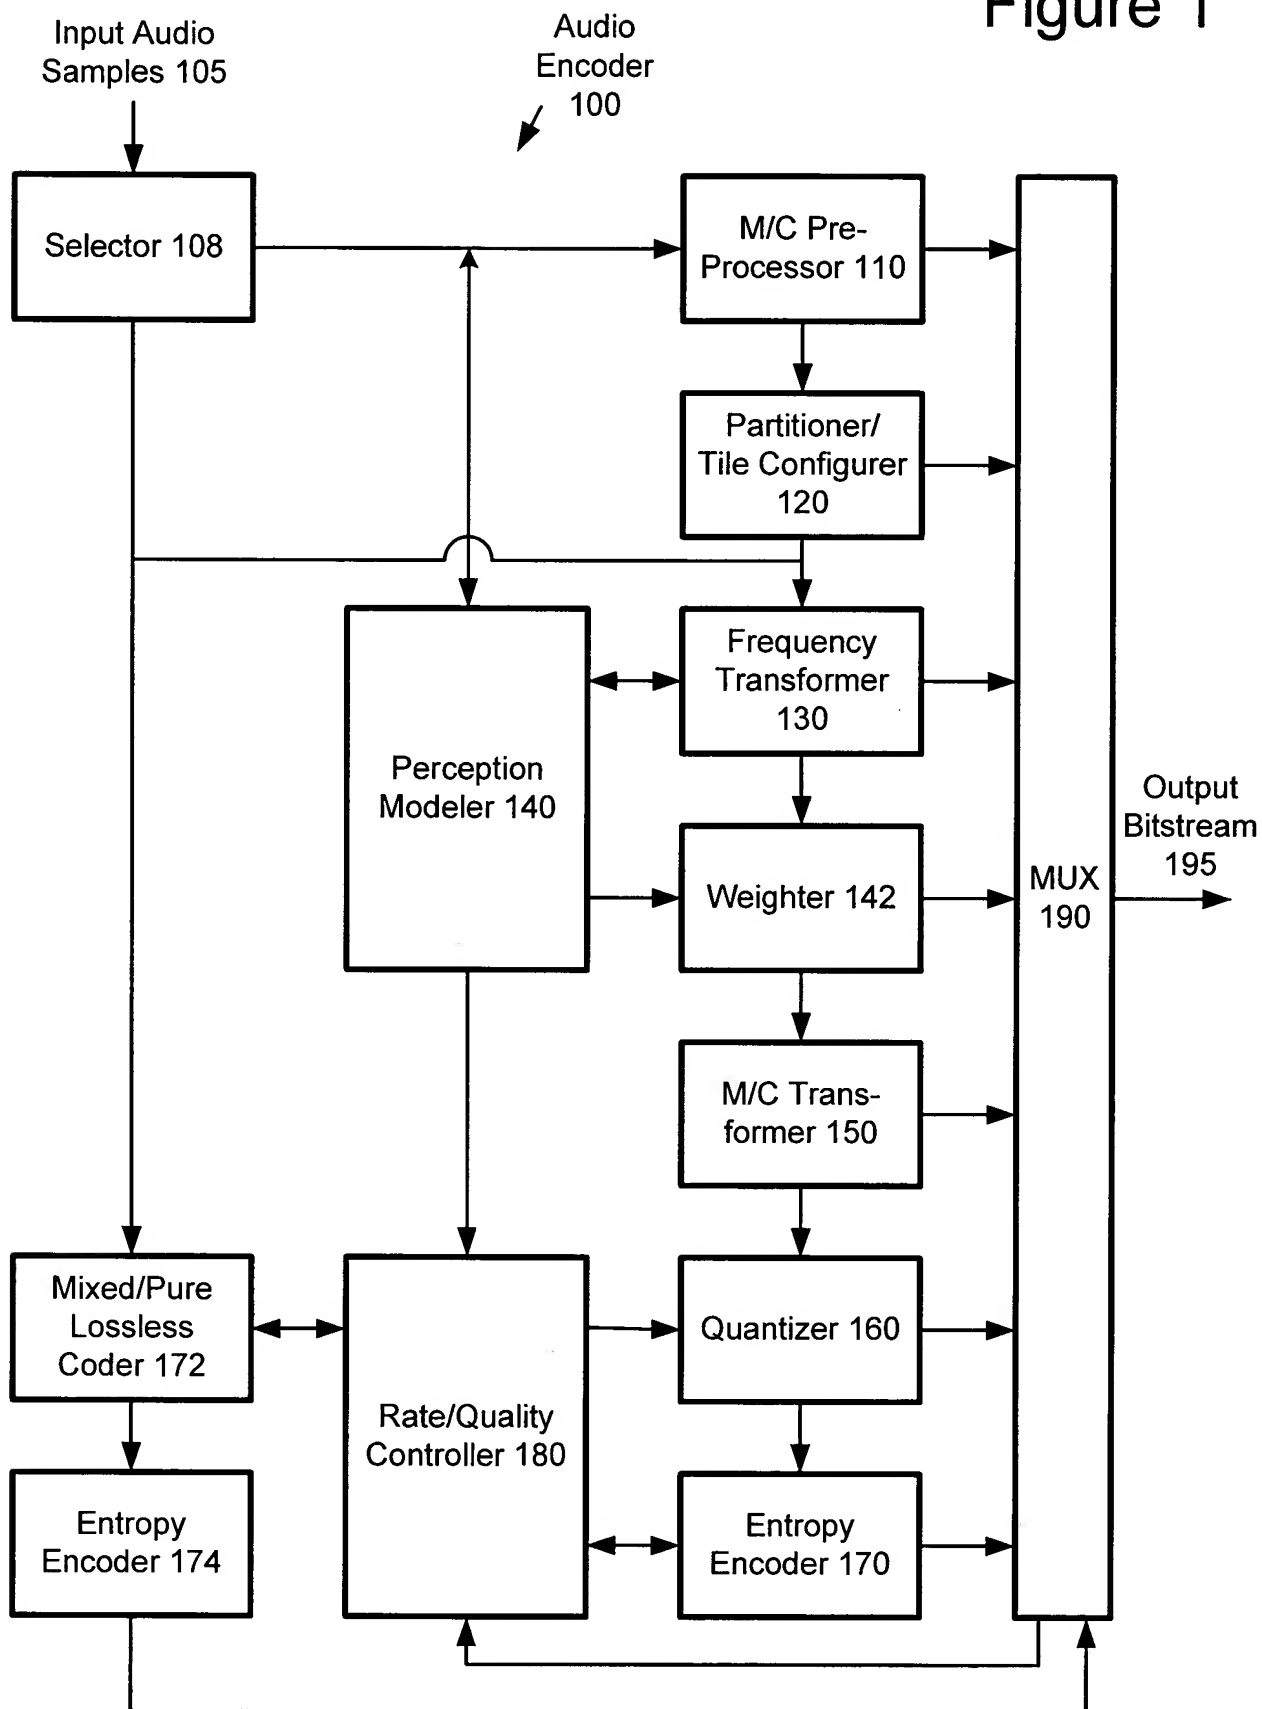 Figure 1
Input Audio
Samples 105
Audio
Encoder
100
Selector 108
M/C Pre-
Processor 110
Partitioner/
Tile Configurer
120
Frequency
Transformer
130
Perception
Modeler 140
Weighter 142
MUX
190
Output
Bitstream
195
M/C Trans-
former 150
Mixed/Pure
Lossless
Coder 172
Rate/Quality
Controller 180
Quantizer 160
Entropy
Encoder 174
Entropy
Encoder 170